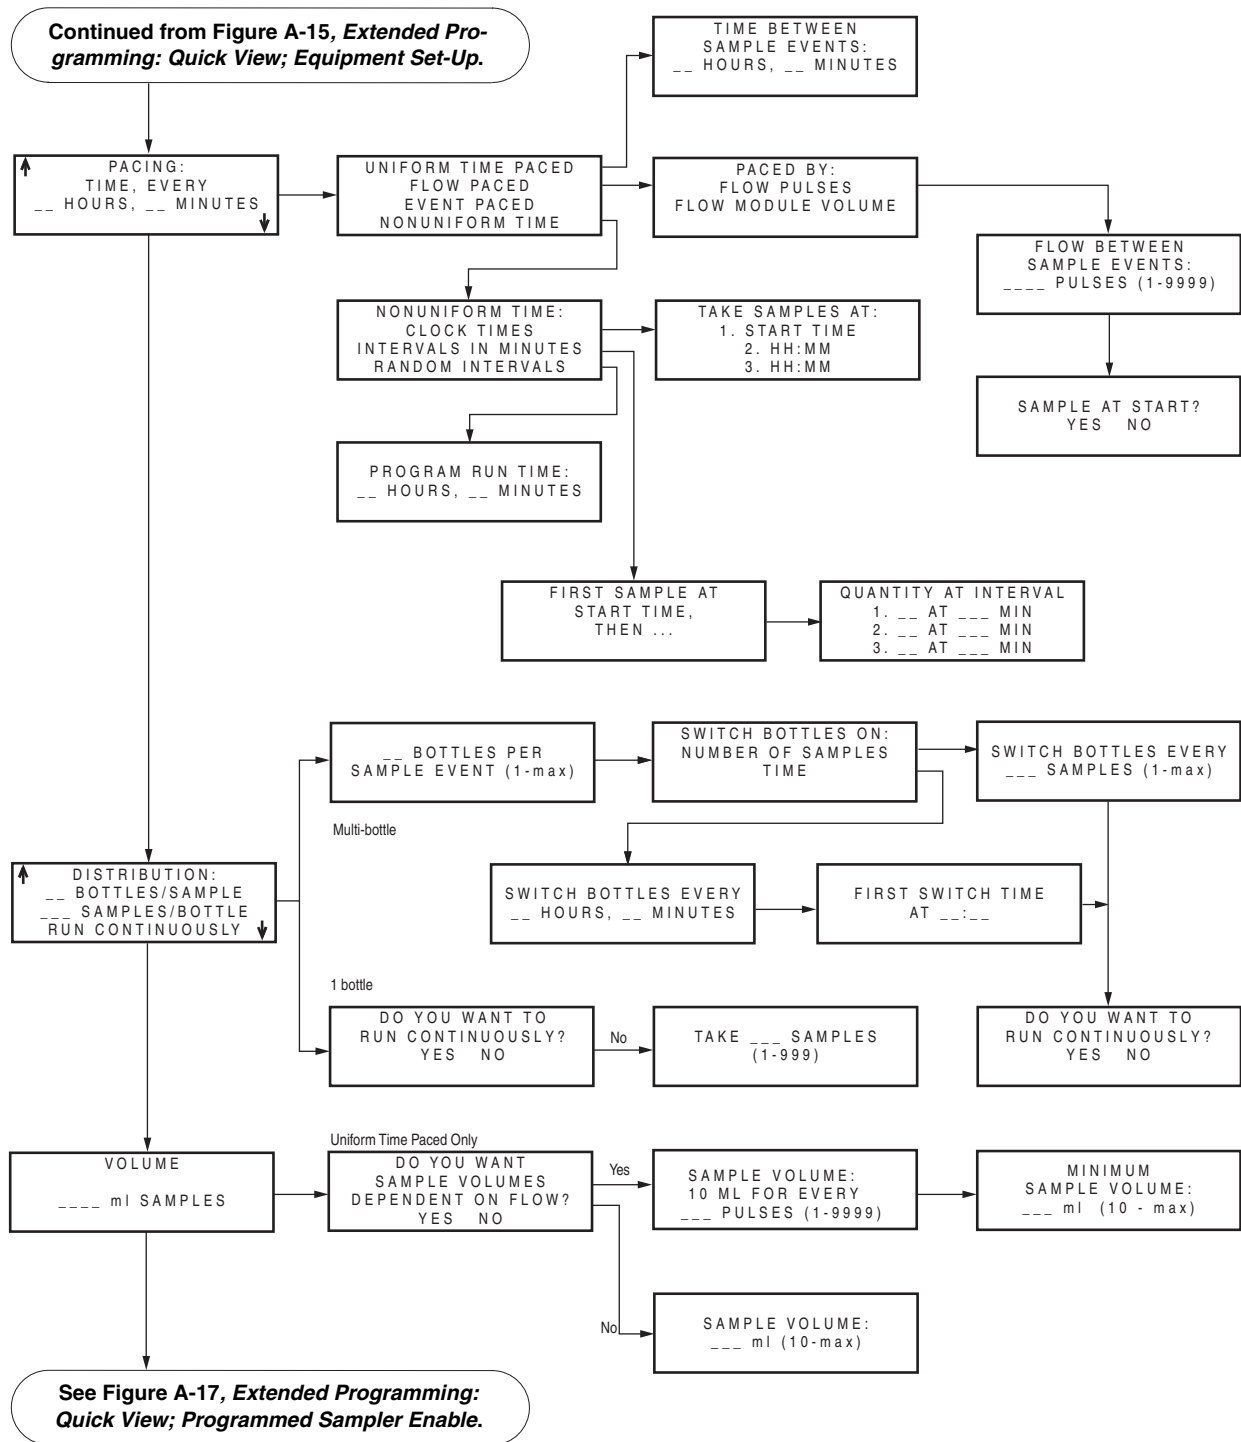 Continued from Figure A-15, Extended Pro-
gramming: Quick View; Equipment Set-Up.
TIME BETWEEN
SAMPLE EVENTS:
__ HOURS, __ MINUTES
PACING:
TIME, EVERY
__ HOURS, __ MINUTES
UNIFORM TIME PACED
FLOW PACED
EVENT PACED
NONUNIFORM TIME
PACED BY:
FLOW PULSES
FLOW MODULE VOLUME
FLOW BETWEEN
SAMPLE EVENTS:
____ PULSES (1-9999)
NONUNIFORM TIME:
CLOCK TIMES
INTERVALS IN MINUTES
RANDOM INTERVALS
TAKE SAMPLES AT:
1. START TIME
2. HH:MM
3. HH:MM
SAMPLE AT START?
YES NO
PROGRAM RUN TIME:
__ HOURS, __ MINUTES
FIRST SAMPLE AT
START TIME,
THEN ...
QUANTITY AT INTERVAL
1. __ AT ___ MIN
2. __ AT ___ MIN
3. __ AT ___ MIN
__ BOTTLES PER
SAMPLE EVENT (1-max)
SWITCH BOTTLES ON:
NUMBER OF SAMPLES
TIME
SWITCH BOTTLES EVERY
___ SAMPLES (1-max)
Multi-bottle
DISTRIBUTION:
__ BOTTLES/SAMPLE
___ SAMPLES/BOTTLE
RUN CONTINUOUSLY
SWITCH BOTTLES EVERY
__ HOURS, __ MINUTES
FIRST SWITCH TIME
AT __:__
1 bottle
DO YOU WANT TO
RUN CONTINUOUSLY?
YES NO
No
TAKE ___ SAMPLES
(1-999)
DO YOU WANT TO
RUN CONTINUOUSLY?
YES NO
Uniform Time Paced Only
VOLUME
____ ml SAMPLES
DO YOU WANT
SAMPLE VOLUMES
DEPENDENT ON FLOW?
YES NO
Yes
SAMPLE VOLUME:
10 ML FOR EVERY
___ PULSES (1-9999)
MINIMUM
SAMPLE VOLUME:
___ ml (10 - max)
No
SAMPLE VOLUME:
___ ml (10-max)
See Figure A-17, Extended Programming:
Quick View; Programmed Sampler Enable.